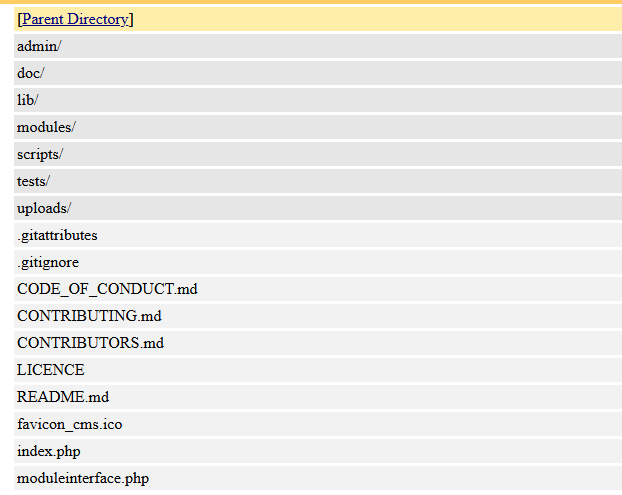 [Parent Directory]
admin/
doc/
lib/
modules/
scripts/
tests/
uploads/
.gitattributes
.gitignore
CODE_OF_CONDUCT.md
CONTRIBUTING.md
CONTRIBUTORS.md
LICENCE
README.md
favicon_cms.ico
index.php
moduleinterface.php